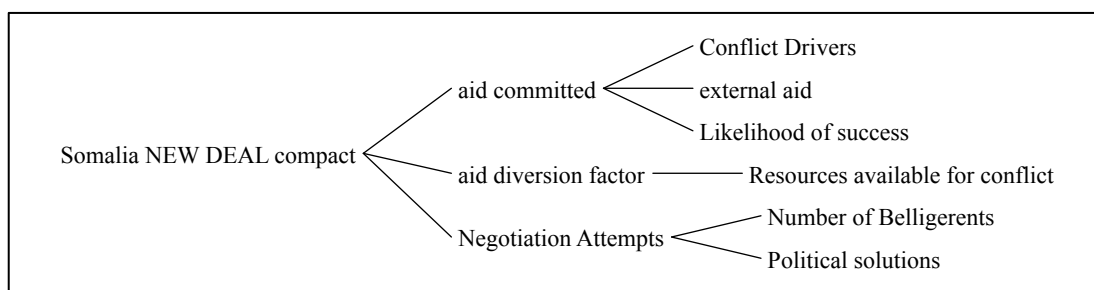 Conflict Drivers
aid committed
external aid
Likelihood of success
Somalia NEW DEAL compact
aid diversion factor
Resources available for conflict
Number of Belligerents
Negotiation Attempts
Political solutions